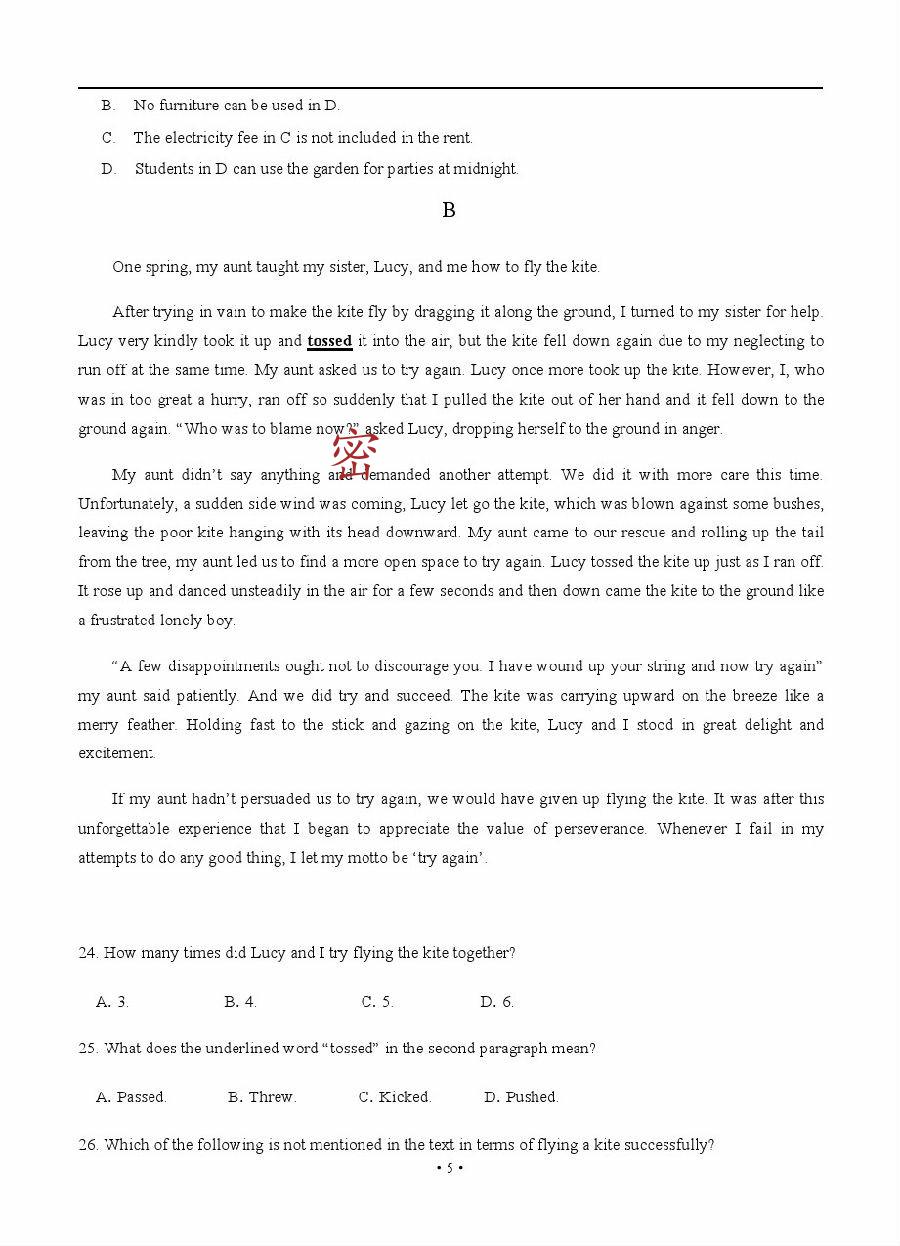 B. No furniture can be used in D.
C. The electricity fee in C is not included in the rent.
D. Students in D can use the garden for parties at midnight.
B
One spring, my aunt taught my sister, Lucy, and me how to fly the kite.
After trying in vain to make the kite fly by dragging it along the ground, I turned to my sister for help.
Lucy very kindly took it up and tossed it into the air, but the kite fell down again due to my neglecting to
run off at the same time. My aunt asked us to try again. Lucy once more took up the kite. However, I, who
was in too great a hurry, ran off so suddenly that I pulled the kite out of her hand and it fell down to the
ground again. “Who was to blame now?” asked Lucy, dropping herself to the ground in anger.
密
My aunt didn’t say anything and demanded another attempt. We did it with more care this time.
Unfortunately, a sudden side wind was coming, Lucy let go the kite, which was blown against some bushes,
leaving the poor kite hanging with its head downward. My aunt came to our rescue and rolling up the tail
from the tree, my aunt led us to find a more open space to try again. Lucy tossed the kite up just as I ran off.
It rose up and danced unsteadily in the air for a few seconds and then down came the kite to the ground like
a frustrated lonely boy.
“A few disappointments ought not to discourage you. I have wound up your string and now try again”
my aunt said patiently. And we did try and succeed. The kite was carrying upward on the breeze like a
merry feather. Holding fast to the stick and gazing on the kite, Lucy and I stood in great delight and
excitement.
If my aunt hadn’t persuaded us to try again, we would have given up flying the kite. It was after this
unforgettable experience that I began to appreciate the value of perseverance. Whenever I fail in my
attempts to do any good thing, I let my motto be ‘try again’.
24. How many times did Lucy and I try flying the kite together?
A. 3. B. 4. C. 5. D. 6.
25. What does the underlined word “tossed” in the second paragraph mean?
A. Passed. B. Threw. C. Kicked. D. Pushed.
26. Which of the following is not mentioned in the text in terms of flying a kite successfully?
• 5 •